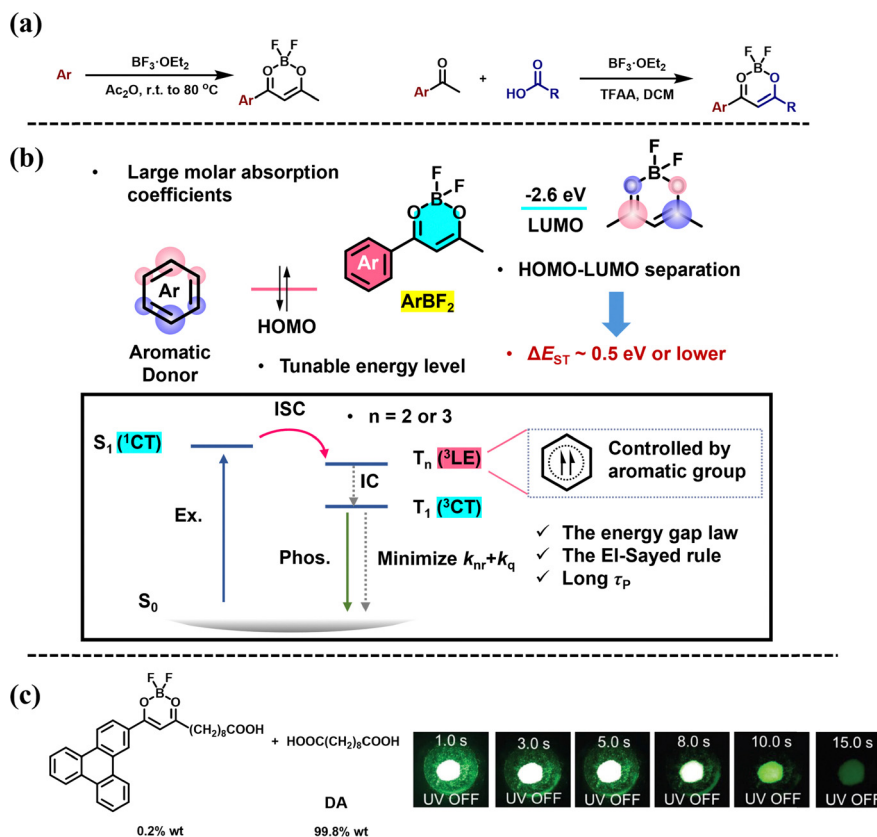 (a)
Ar
BF₃·OEt₂
Ac₂O, r.t. to 80 °C
F F
B
O O
Ar
O
Ar
+
O
HO R
BF₃·OEt₂
TFAA, DCM
F F
B
O O
Ar R
(b)
• Large molar absorption
coefficients
Ar
Aromatic
Donor
HOMO
• Tunable energy level
F
F
B
O O
Ar
ArBF₂
-2.6 eV
LUMO
F
F
B
• HOMO-LUMO separation
• ΔE_ST ~ 0.5 eV or lower
ISC
• n = 2 or 3
S₁ (¹CT)
Tₙ (³LE)
IC
T₁ (³CT)
Ex.
Phos.
Minimize k_nr+k_q
S₀
Controlled by
aromatic group
✓ The energy gap law
✓ The El-Sayed rule
✓ Long τ_P
(c)
F F
B
O O
(CH₂)₈COOH
+
HOOC(CH₂)₈COOH
DA
0.2% wt
99.8% wt
1.0 s
UV OFF
3.0 s
UV OFF
5.0 s
UV OFF
8.0 s
UV OFF
10.0 s
UV OFF
15.0 s
UV OFF